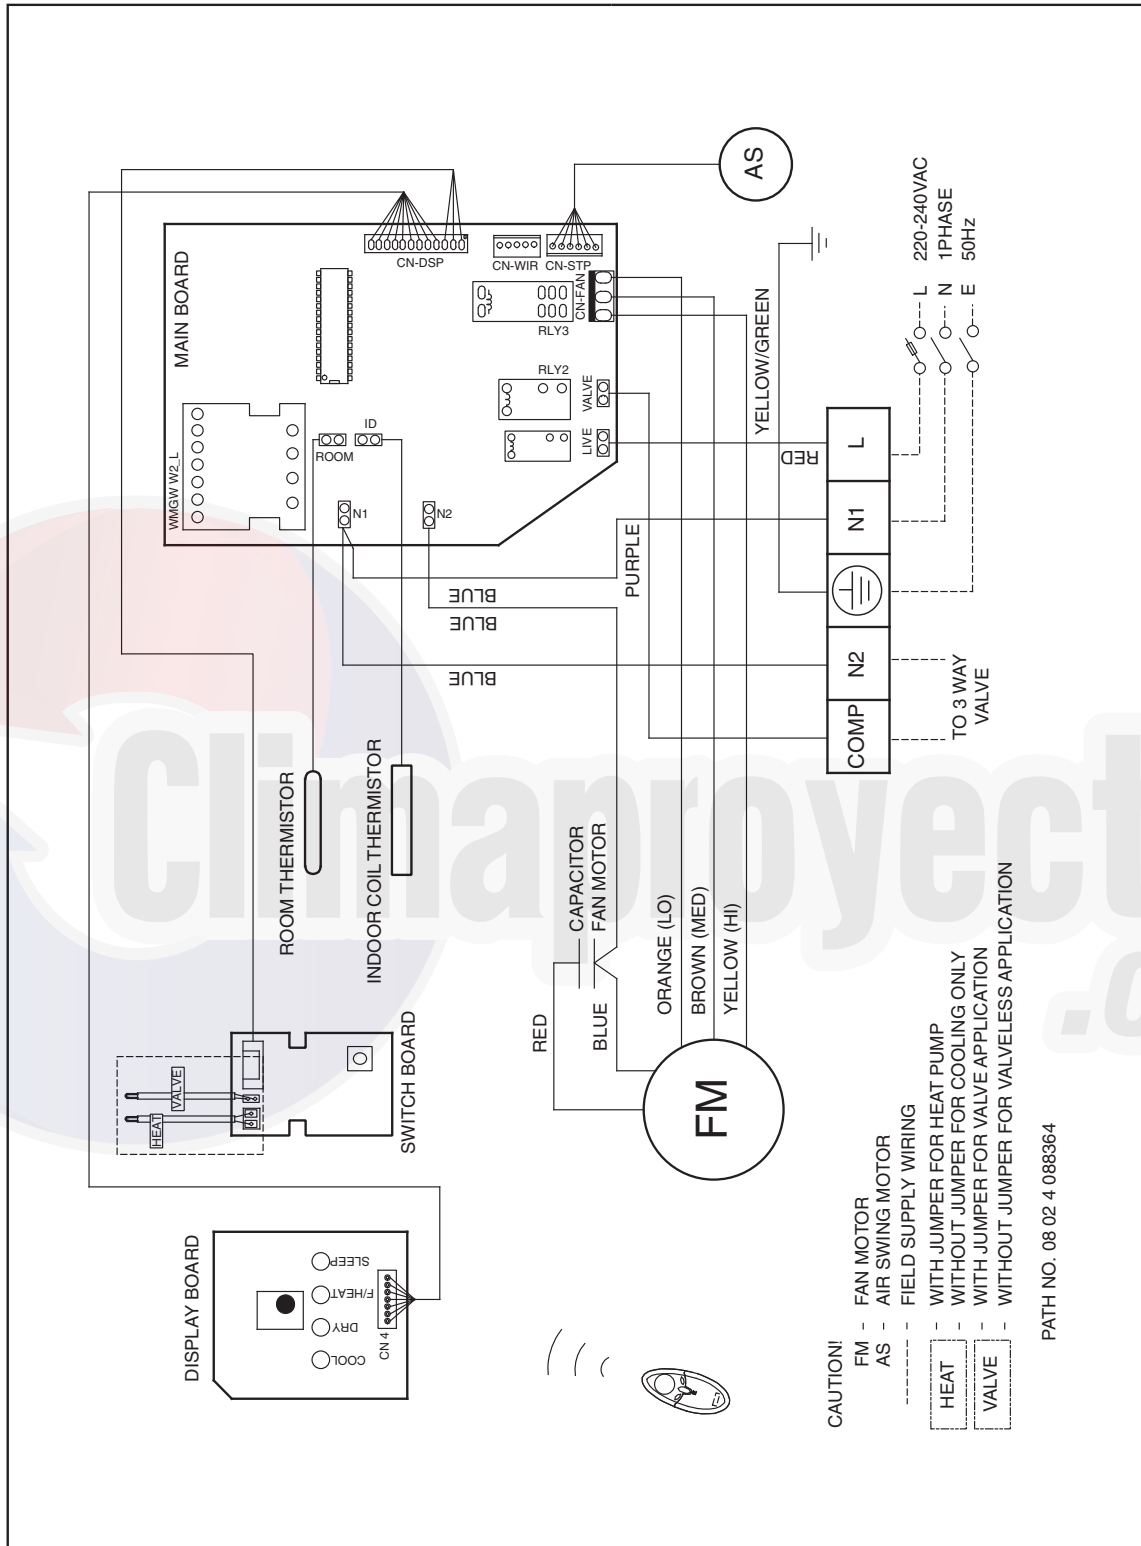 DISPLAY BOARD
COOL
DRY
F/HEAT
SLEEP
CN 4
SWITCH BOARD
HEAT
VALVE
ROOM THERMISTOR
INDOOR COIL THERMISTOR
MAIN BOARD
WMGW W2_L
ROOM
ID
N1
N2
CN-DSP
CN-WIR
CN-STP
CN-FAN
RLY3
RLY2
VALVE
LIVE
AS
BLUE
BLUE
BLUE
PURPLE
RED
YELLOW/GREEN
RED
BLUE
CAPACITOR
FAN MOTOR
ORANGE (LO)
BROWN (MED)
YELLOW (HI)
FM
COMP
N2
N1
L
TO 3 WAY
VALVE
L 220-240VAC
N 1PHASE
E 50Hz
CAUTION!
FM - FAN MOTOR
AS - AIR SWING MOTOR
------ - FIELD SUPPLY WIRING
HEAT - WITH JUMPER FOR HEAT PUMP
- WITHOUT JUMPER FOR COOLING ONLY
VALVE - WITH JUMPER FOR VALVE APPLICATION
- WITHOUT JUMPER FOR VALVELESS APPLICATION
PATH NO. 08 02 4 088364
Climaproyect
.c